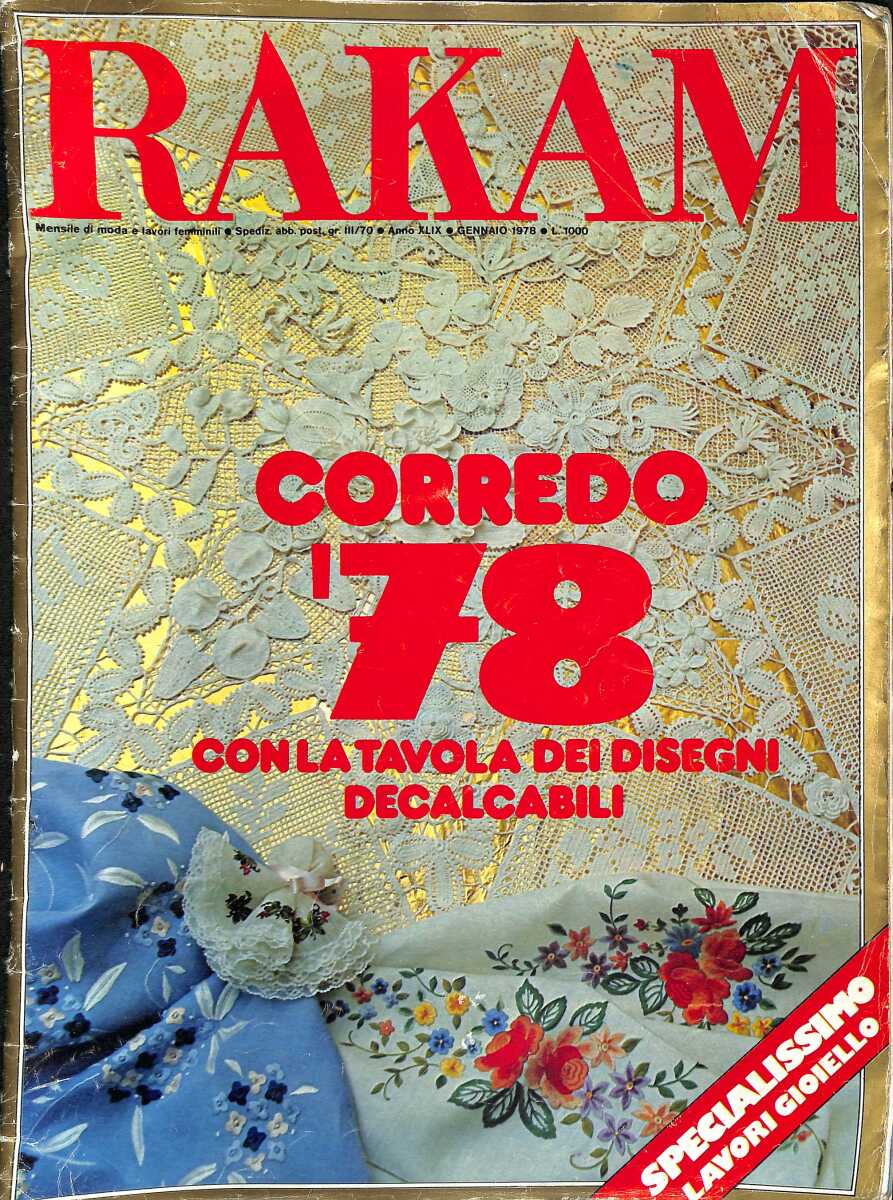 RAKAM
Mensile di moda e lavori femminili ● Spediz. abb. post. gr. III/70 ● Anno XLIX ● GENNAIO 1978 ● L. 1000
CORREDO
'78
CON LA TAVOLA DEI DISEGNI
DECALCABILI
SPECIALISSIMO
LAVORI GIOIELLO